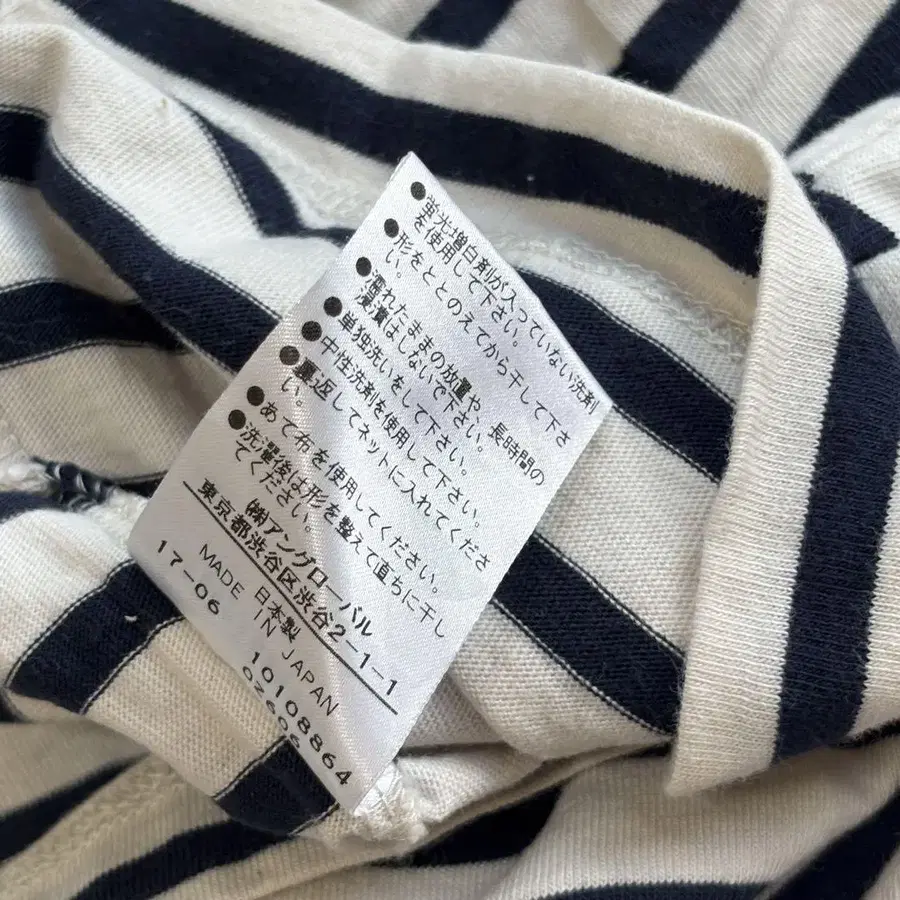 ●蛍光増白剤が入っていない洗剤
を使用して下さい。
●形をととのえてから干して下さ
い。
●濡れたままの放置や、長時間の
浸漬はしないで下さい。
●単独洗いをして下さい。
●中性洗剤を使用して下さい。
●裏返してネットに入れてくださ
い。
●あて布を使用してください。
●洗濯後は形を整えて直ちに干し
てください。
㈱アングローバル
東京都渋谷区渋谷2-1-1
日本製
MADE IN JAPAN
17-06
10108864
02606